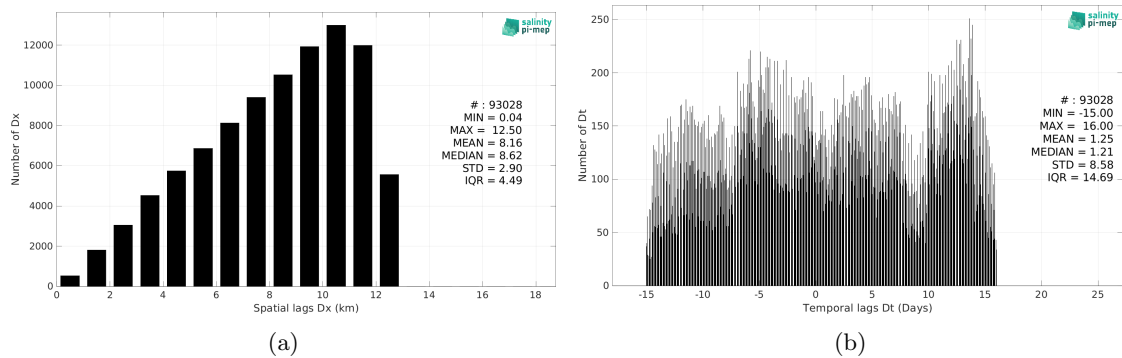 salinity
pi-mep
Number of Dx
12000
10000
8000
6000
4000
2000
0
# : 93028
MIN = 0.04
MAX = 12.50
MEAN = 8.16
MEDIAN = 8.62
STD = 2.90
IQR = 4.49
0 2 4 6 8 10 12 14 16 18
Spatial lags Dx (km)
(a)
salinity
pi-mep
Number of Dt
250
200
150
100
50
0
# : 93028
MIN = -15.00
MAX = 16.00
MEAN = 1.25
MEDIAN = 1.21
STD = 8.58
IQR = 14.69
-15 -10 -5 0 5 10 15 20 25
Temporal lags Dt (Days)
(b)